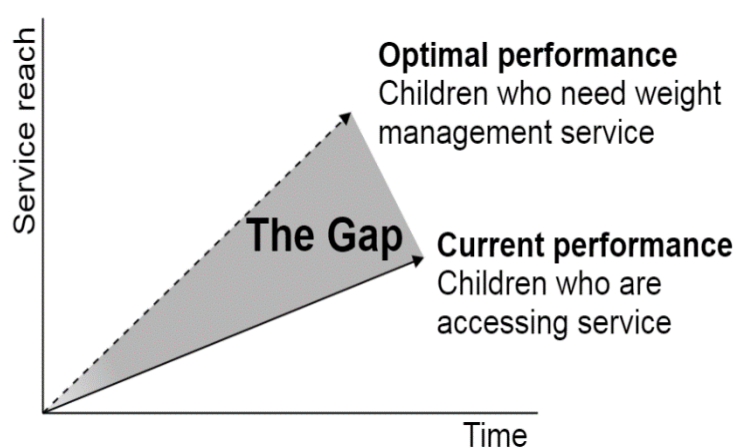 Service reach
Optimal performance
Children who need weight
management service
The Gap
Current performance
Children who are
accessing service
Time